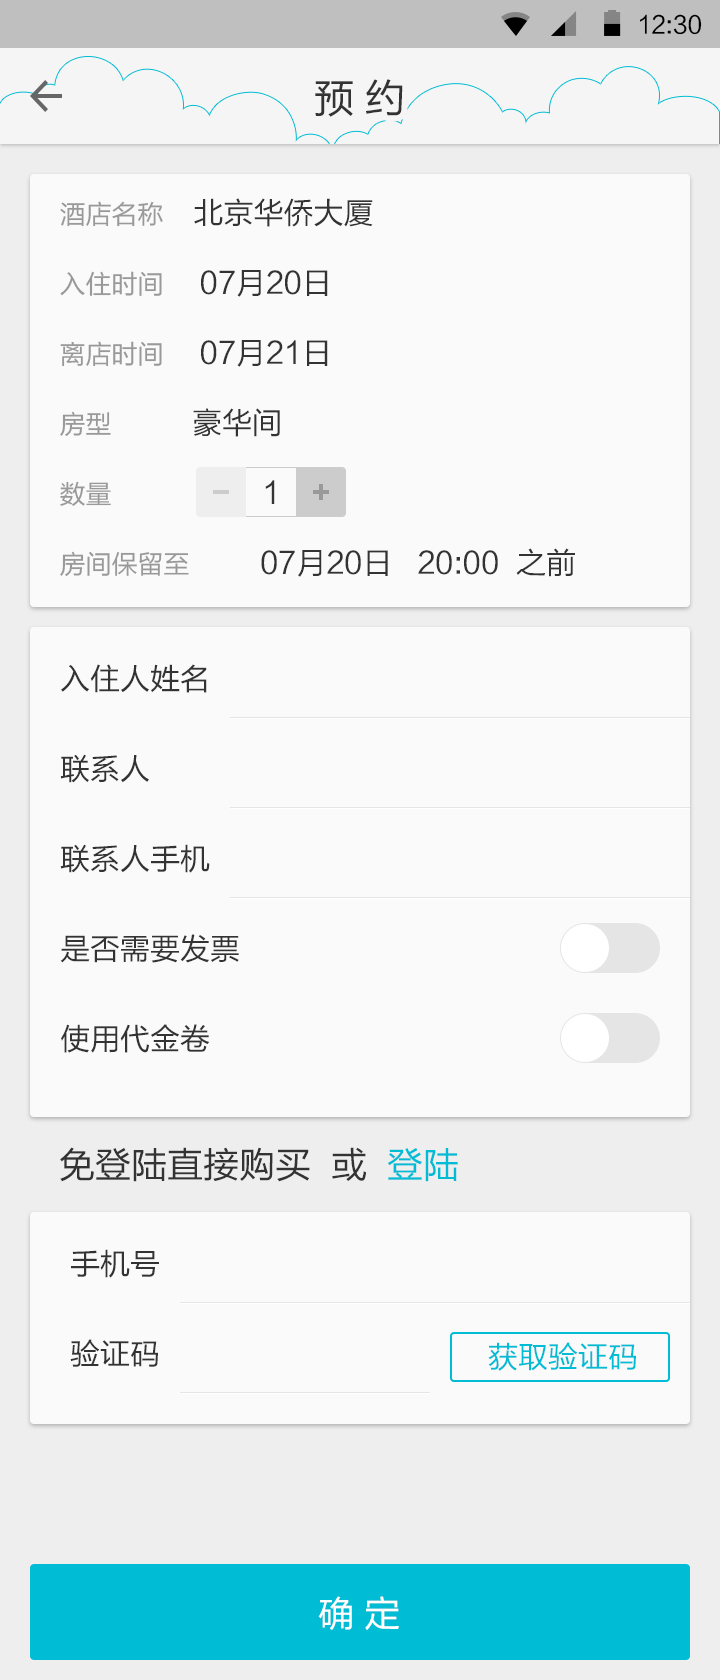 12:30
预约
酒店名称 北京华侨大厦
入住时间 07月20日
离店时间 07月21日
房型 豪华间
数量 － 1 +
房间保留至 07月20日 20:00 之前
入住人姓名
联系人
联系人手机
是否需要发票
使用代金卷
免登陆直接购买 或 登陆
手机号
验证码 获取验证码
确定